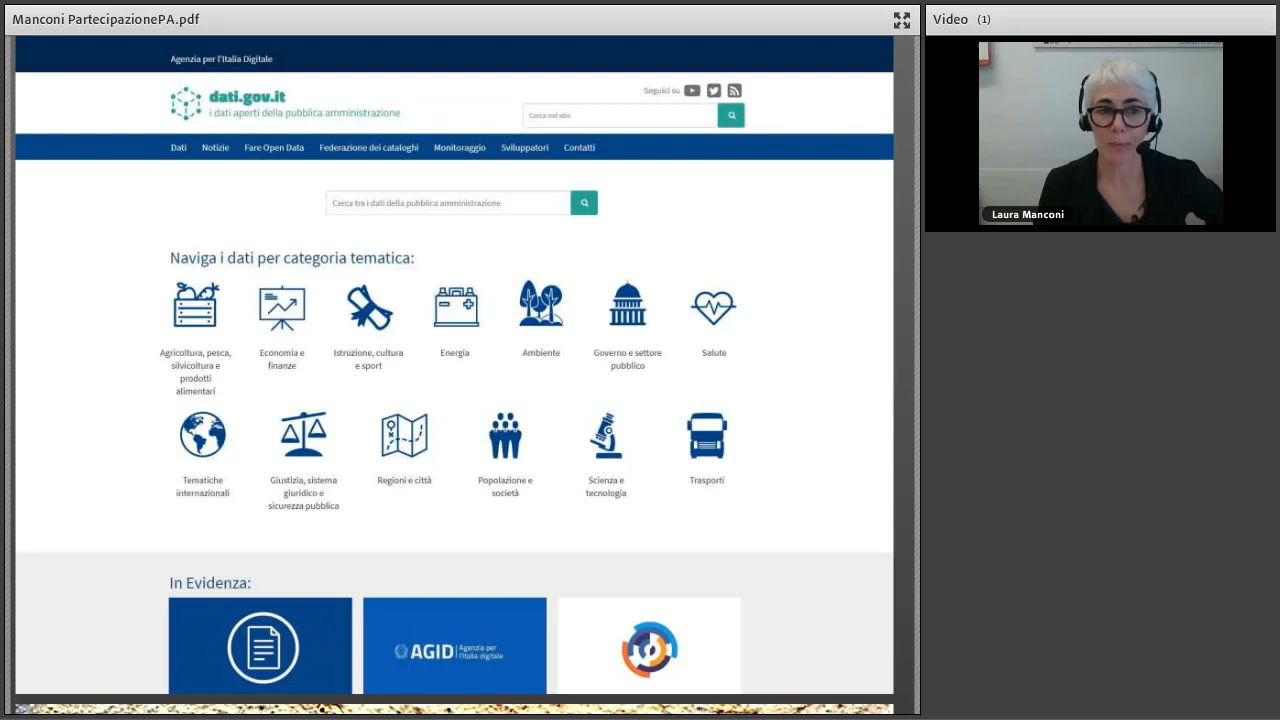 Manconi PartecipazionePA.pdf
Video (1)
Agenzia per l'Italia Digitale
dati.gov.it
i dati aperti della pubblica amministrazione
Seguici su
Cerca nel sito
Dati Notizie Fare Open Data Federazione dei cataloghi Monitoraggio Sviluppatori Contatti
Cerca tra i dati della pubblica amministrazione
Laura Manconi
Naviga i dati per categoria tematica:
Agricoltura, pesca,
silvicoltura e
prodotti
alimentari
Economia e
finanze
Istruzione, cultura
e sport
Energia
Ambiente
Governo e settore
pubblico
Salute
Tematiche
internazionali
Giustizia, sistema
giuridico e
sicurezza pubblica
Regioni e città
Popolazione e
società
Scienza e
tecnologia
Trasporti
In Evidenza:
AGID Agenzia per
l'Italia digitale